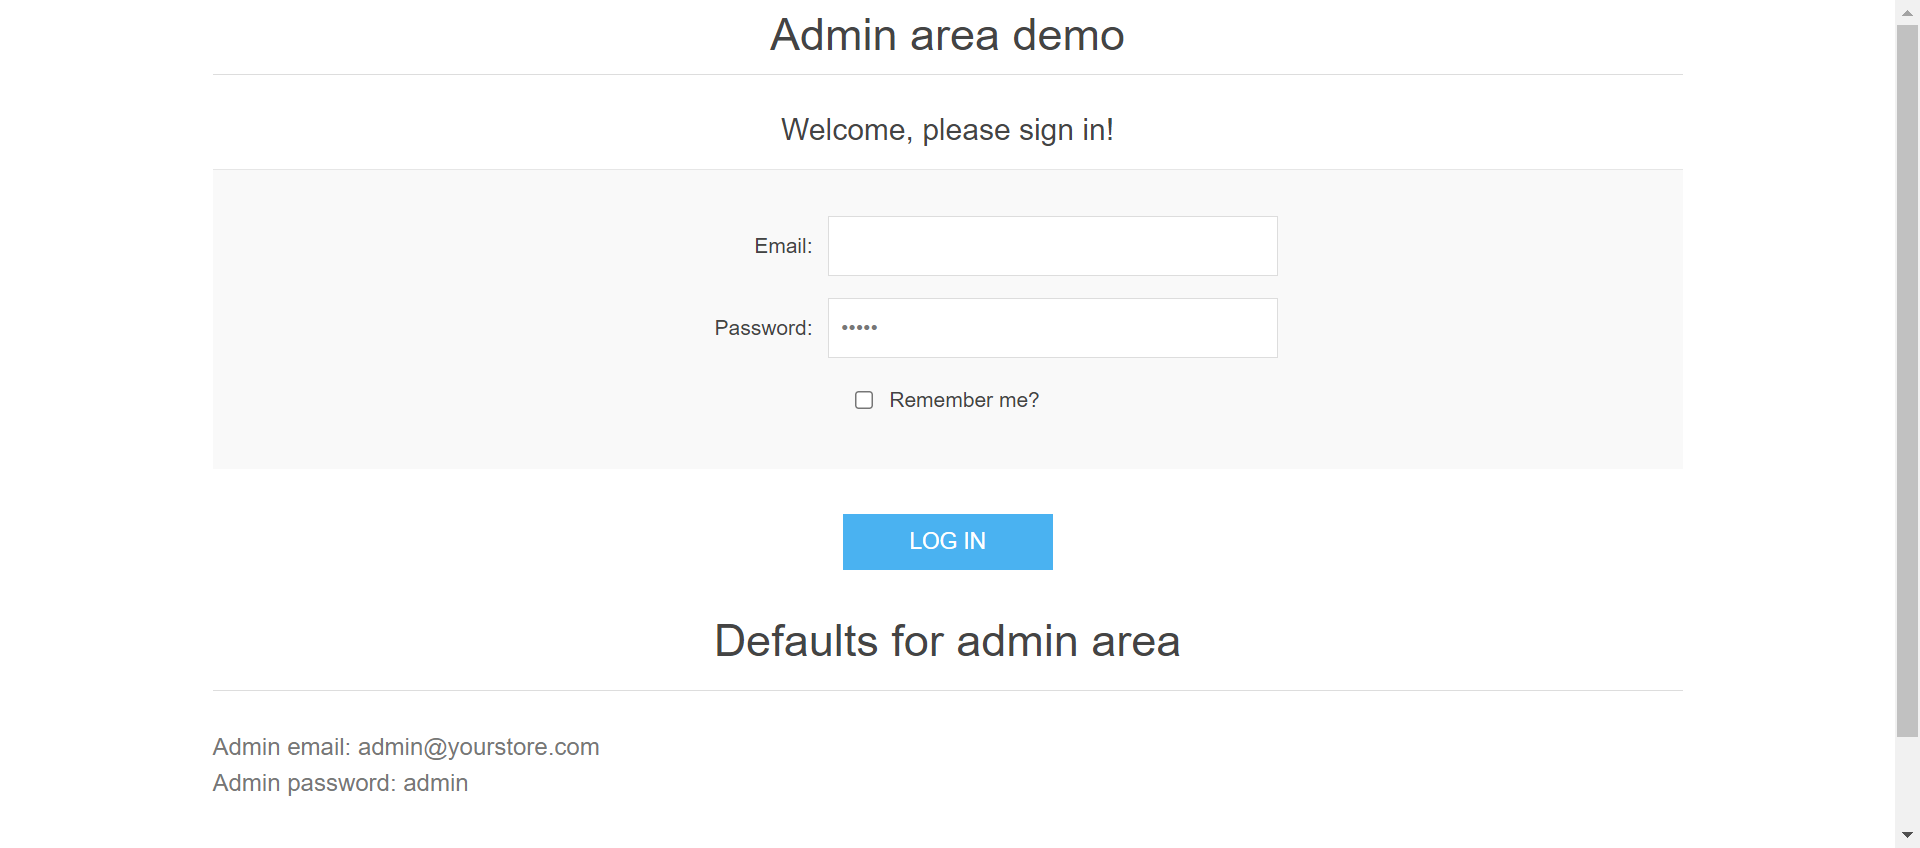 Admin area demo
Welcome, please sign in!
Email:
Password: •••••
Remember me?
LOG IN
Defaults for admin area
Admin email: admin@yourstore.com
Admin password: admin